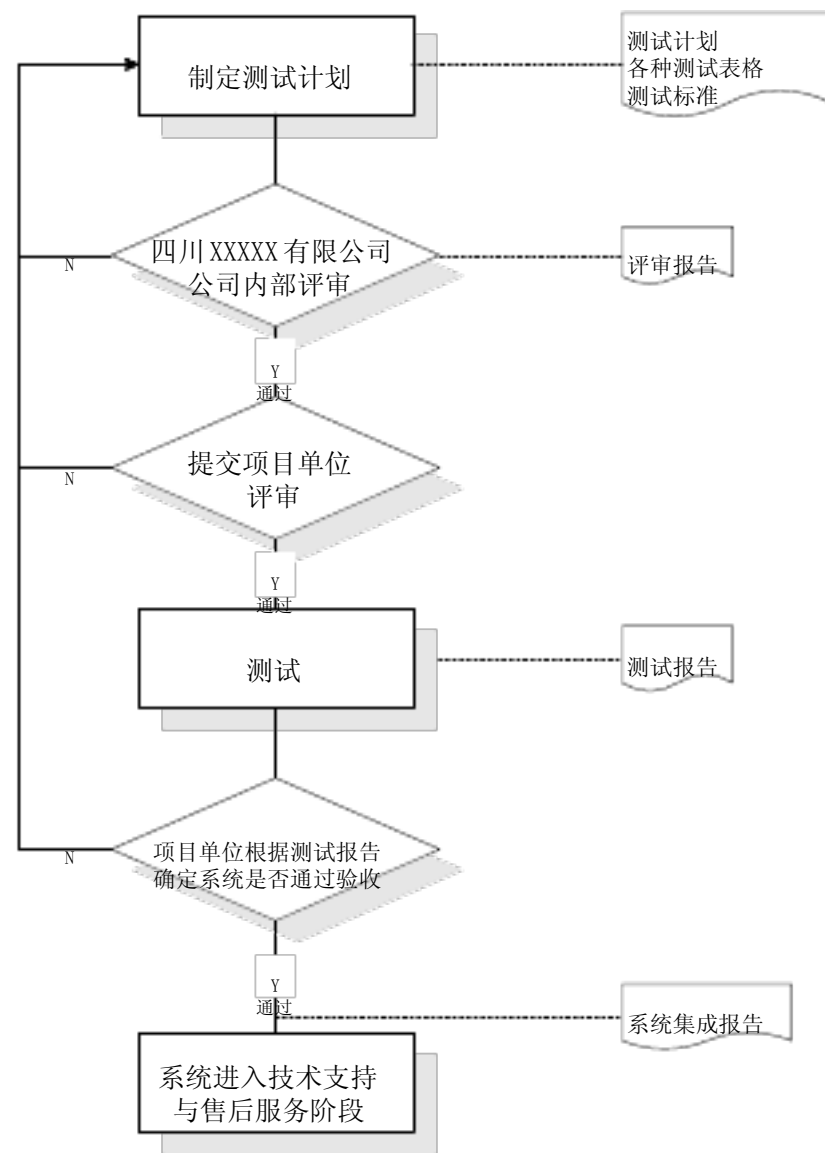 制定测试计划
测试计划
各种测试表格
测试标准
四川XXXXX有限公司
公司内部评审
评审报告
N
Y
通过
提交项目单位
评审
N
Y
通过
测试
测试报告
项目单位根据测试报告
确定系统是否通过验收
N
Y
通过
系统集成报告
系统进入技术支持
与售后服务阶段